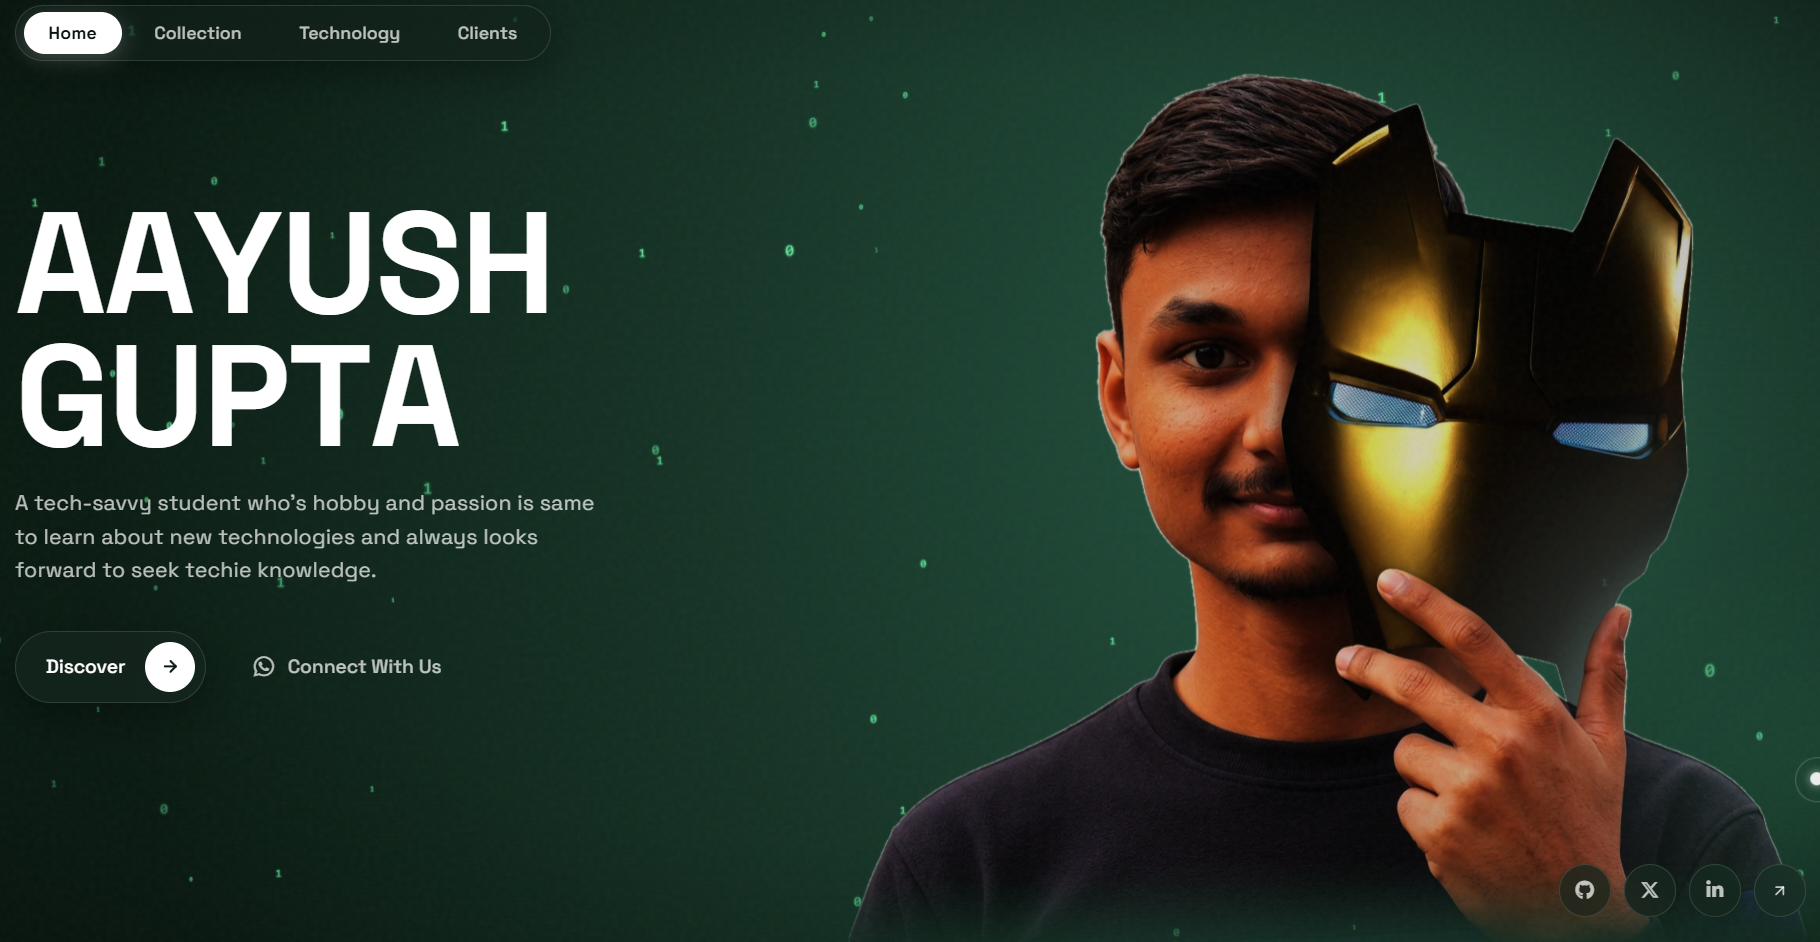 Home Collection Technology Clients
AAYUSH
GUPTA
A tech-savvy student who's hobby and passion is same
to learn about new technologies and always looks
forward to seek techie knowledge.
Discover → Connect With Us